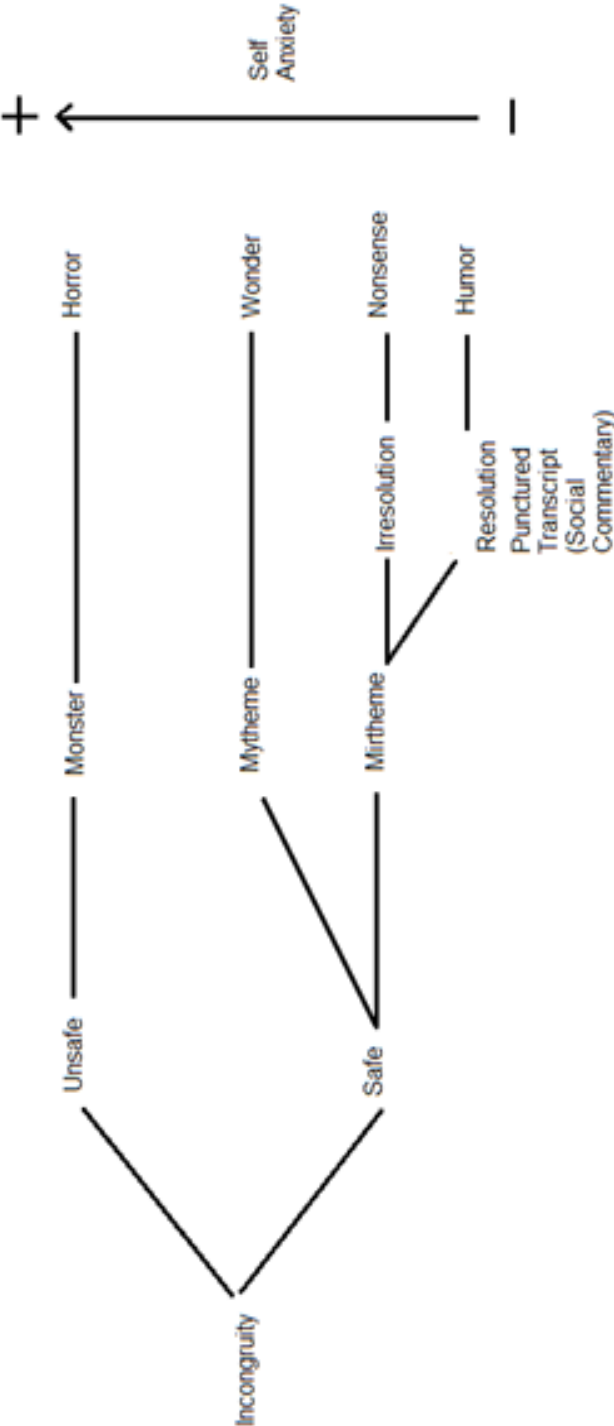 Incongruity
Unsafe
Safe
Monster
Mytheme
Mirtheme
Irresolution
Resolution
Punctured
Transcript
(Social
Commentary)
Horror
Wonder
Nonsense
Humor
+
Self
Anxiety
−